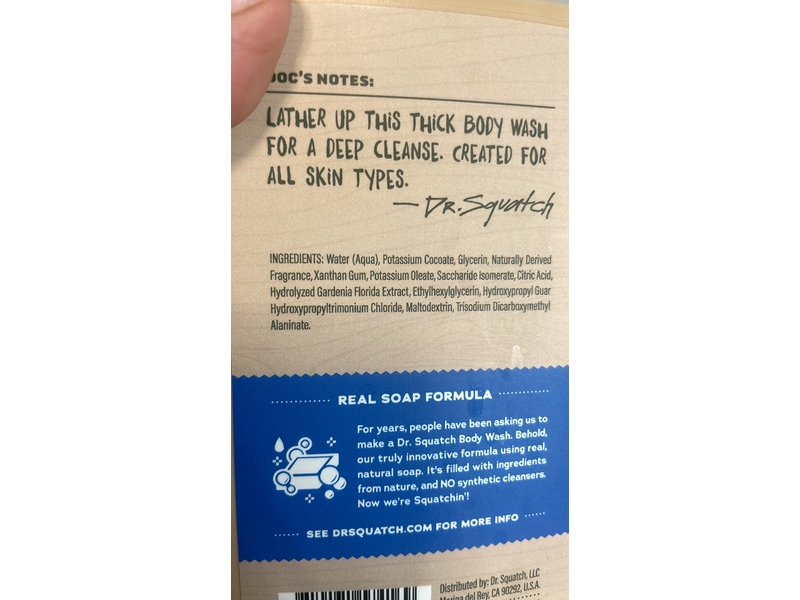 DOC'S NOTES:
LATHER UP THIS THICK BODY WASH
FOR A DEEP CLEANSE. CREATED FOR
ALL SKIN TYPES.
— DR. Squatch
INGREDIENTS: Water (Aqua), Potassium Cocoate, Glycerin, Naturally Derived
Fragrance, Xanthan Gum, Potassium Oleate, Saccharide Isomerate, Citric Acid,
Hydrolyzed Gardenia Florida Extract, Ethylhexylglycerin, Hydroxypropyl Guar
Hydroxypropyltrimonium Chloride, Maltodextrin, Trisodium Dicarboxymethyl
Alaninate.
REAL SOAP FORMULA
For years, people have been asking us to
make a Dr. Squatch Body Wash. Behold,
our truly innovative formula using real,
natural soap. It's filled with ingredients
from nature, and NO synthetic cleansers.
Now we're Squatchin'!
SEE DRSQUATCH.COM FOR MORE INFO
Distributed by: Dr. Squatch, LLC
Marina del Rey, CA 90292, U.S.A.